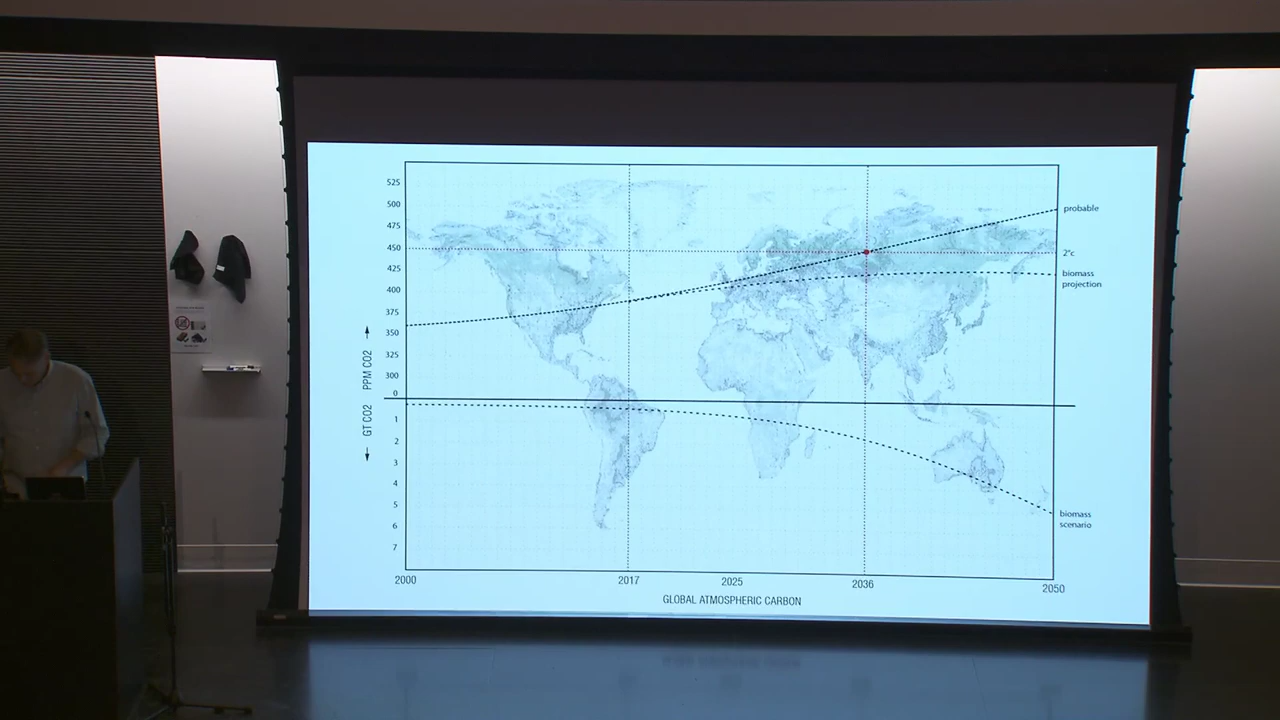 525
500
475
450
425
400
375
350
325
300
0
1
2
3
4
5
6
7
PPM CO2
GT CO2
probable
2°c
biomass
projection
biomass
scenario
2000
2017
2025
2036
2050
GLOBAL ATMOSPHERIC CARBON